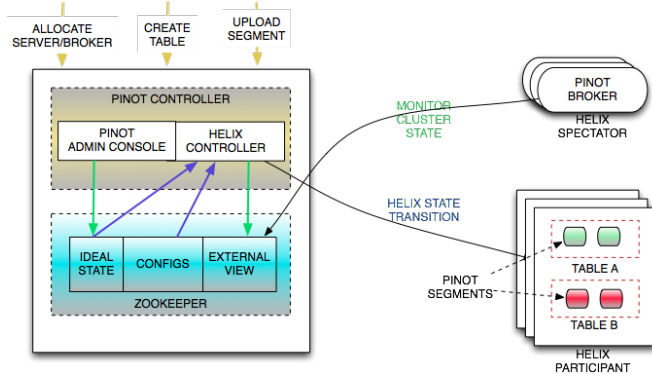 ALLOCATE
SERVER/BROKER
CREATE
TABLE
UPLOAD
SEGMENT
PINOT CONTROLLER
PINOT
ADMIN CONSOLE
HELIX
CONTROLLER
IDEAL
STATE
CONFIGS
EXTERNAL
VIEW
ZOOKEEPER
MONITOR
CLUSTER
STATE
HELIX STATE
TRANSITION
PINOT
BROKER
HELIX
SPECTATOR
TABLE A
PINOT
SEGMENTS
TABLE B
HELIX
PARTICIPANT